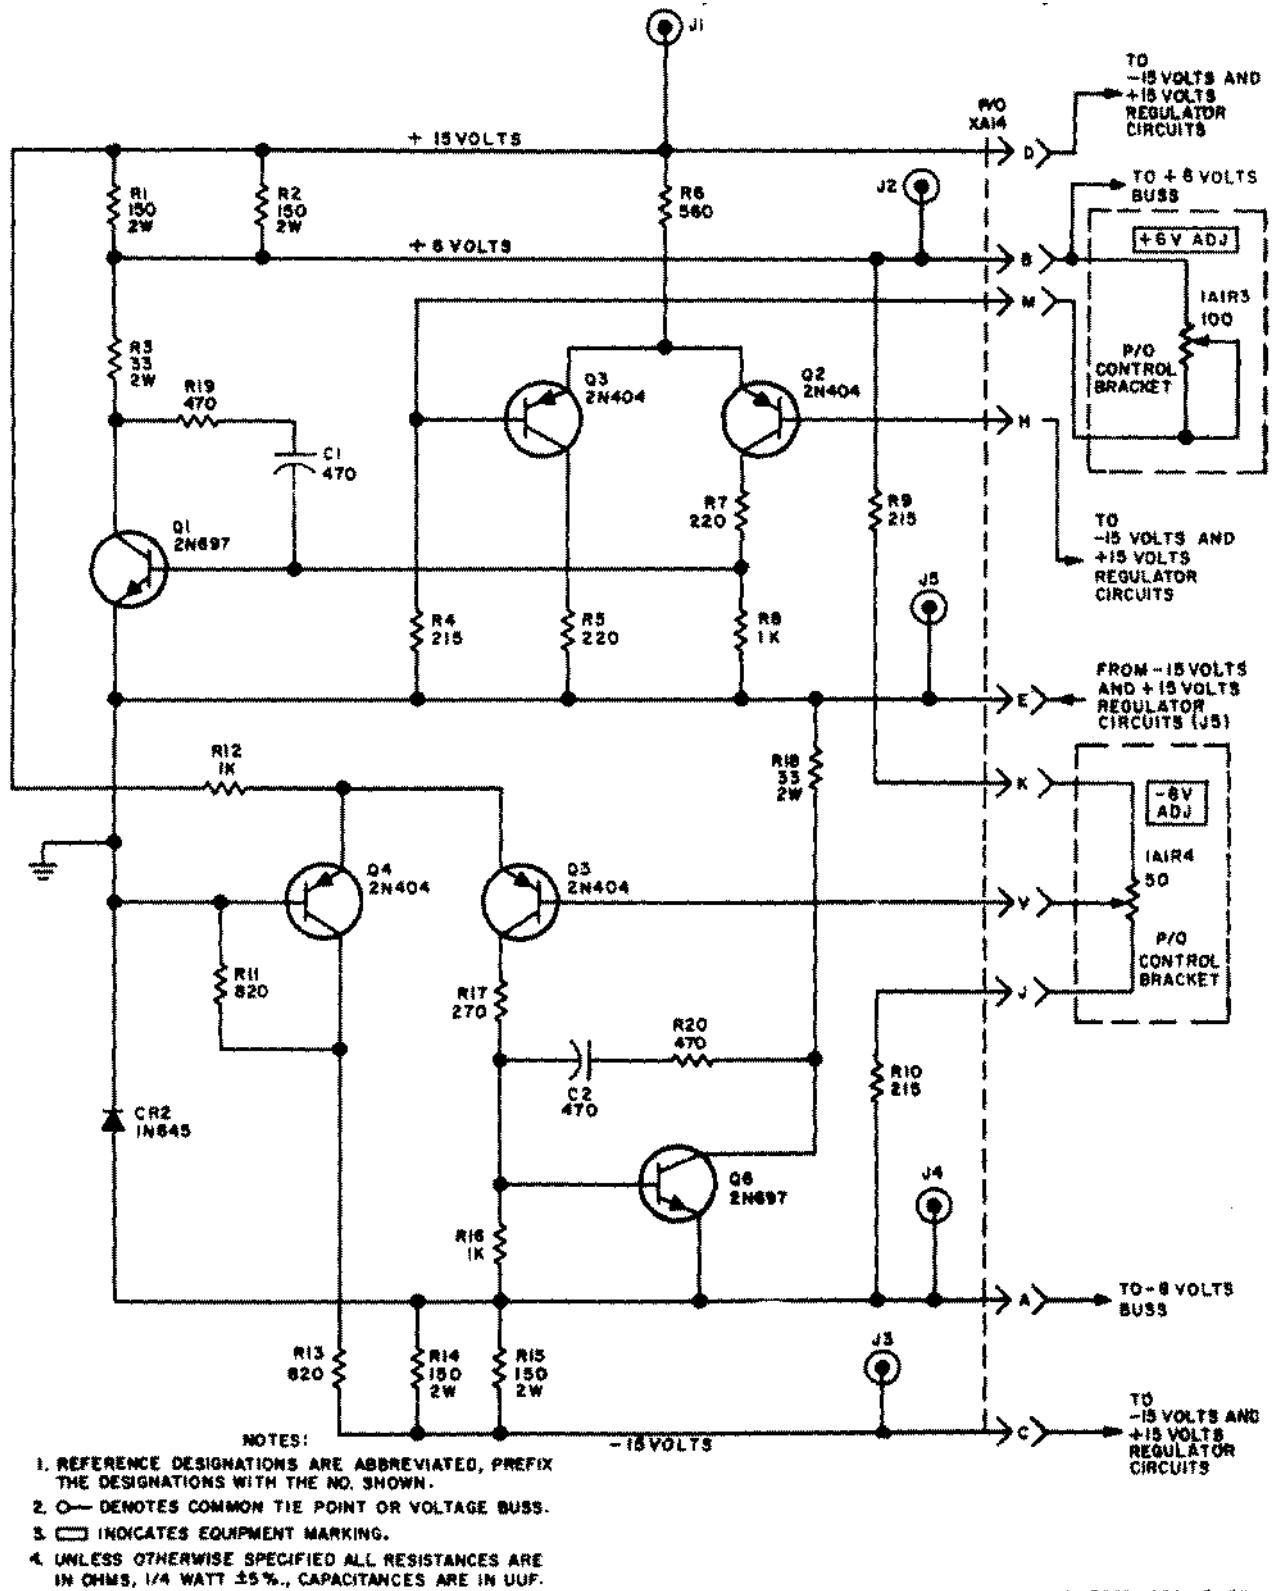 J1
TO
-15 VOLTS AND
+15 VOLTS
REGULATOR
CIRCUITS
P/O
XA14
+ 15 VOLTS
D
R1
150
2W
R2
150
2W
R6
560
J2
TO + 6 VOLTS
BUSS
+ 6 VOLTS
B
+6V ADJ
M
1A1R3
100
P/O
CONTROL
BRACKET
R3
33
2W
R19
470
Q3
2N404
Q2
2N404
H
C1
470
R7
220
R9
215
Q1
2N697
TO
-15 VOLTS AND
+15 VOLTS
REGULATOR
CIRCUITS
J5
R4
215
R5
220
R8
1K
E
FROM -15 VOLTS
AND + 15 VOLTS
REGULATOR
CIRCUITS (J5)
R12
1K
R18
33
2W
K
-6V
ADJ
Q4
2N404
Q5
2N404
1A1R4
50
V
P/O
CONTROL
BRACKET
R11
820
R17
270
J
R20
470
C2
470
R10
215
CR2
1N645
Q6
2N697
J4
R16
1K
A
TO -6 VOLTS
BUSS
R13
820
R14
150
2W
R15
150
2W
J3
-15 VOLTS
C
TO
-15 VOLTS AND
+15 VOLTS
REGULATOR
CIRCUITS
NOTES:
1. REFERENCE DESIGNATIONS ARE ABBREVIATED, PREFIX
THE DESIGNATIONS WITH THE NO. SHOWN.
2. DENOTES COMMON TIE POINT OR VOLTAGE BUSS.
3. INDICATES EQUIPMENT MARKING.
4. UNLESS OTHERWISE SPECIFIED ALL RESISTANCES ARE
IN OHMS, 1/4 WATT ±5%., CAPACITANCES ARE IN UUF.